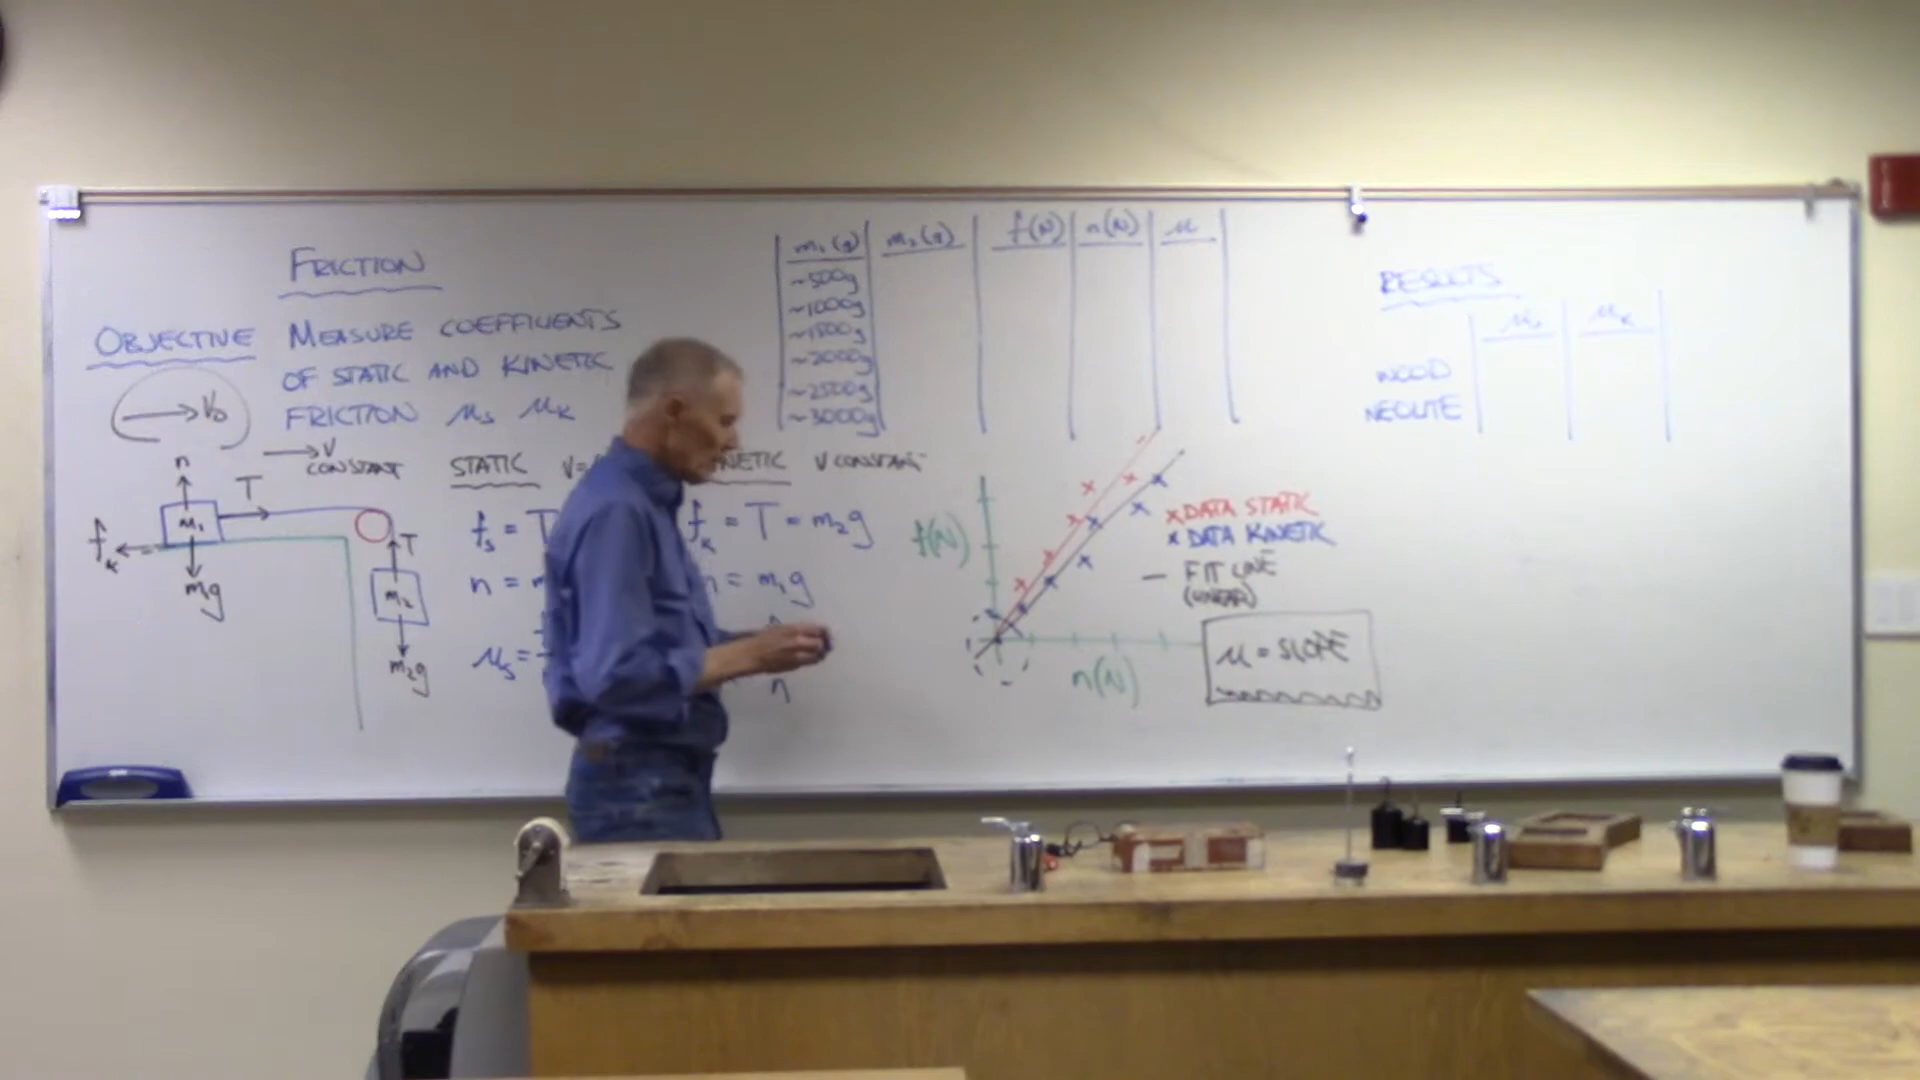 FRICTION
OBJECTIVE MEASURE COEFFICIENTS
OF STATIC AND KINETIC
FRICTION μs μk
→ V0
→ V
CONSTANT
n
T
m1
fk
m1g
T
m2
m2g
STATIC V=
fs = T
n =
μs =
NETIC V CONSTANT
fk = T = m2g
n = m1g
n
m1(g) m2(g) f(N) n(N) μ
~500g
~1000g
~1500g
~2000g
~2500g
~3000g
f(N)
n(N)
x DATA STATIC
x DATA KINETIC
— FIT LINE
(LINEAR)
μ = SLOPE
RESULTS
μs μk
WOOD
NEOLITE